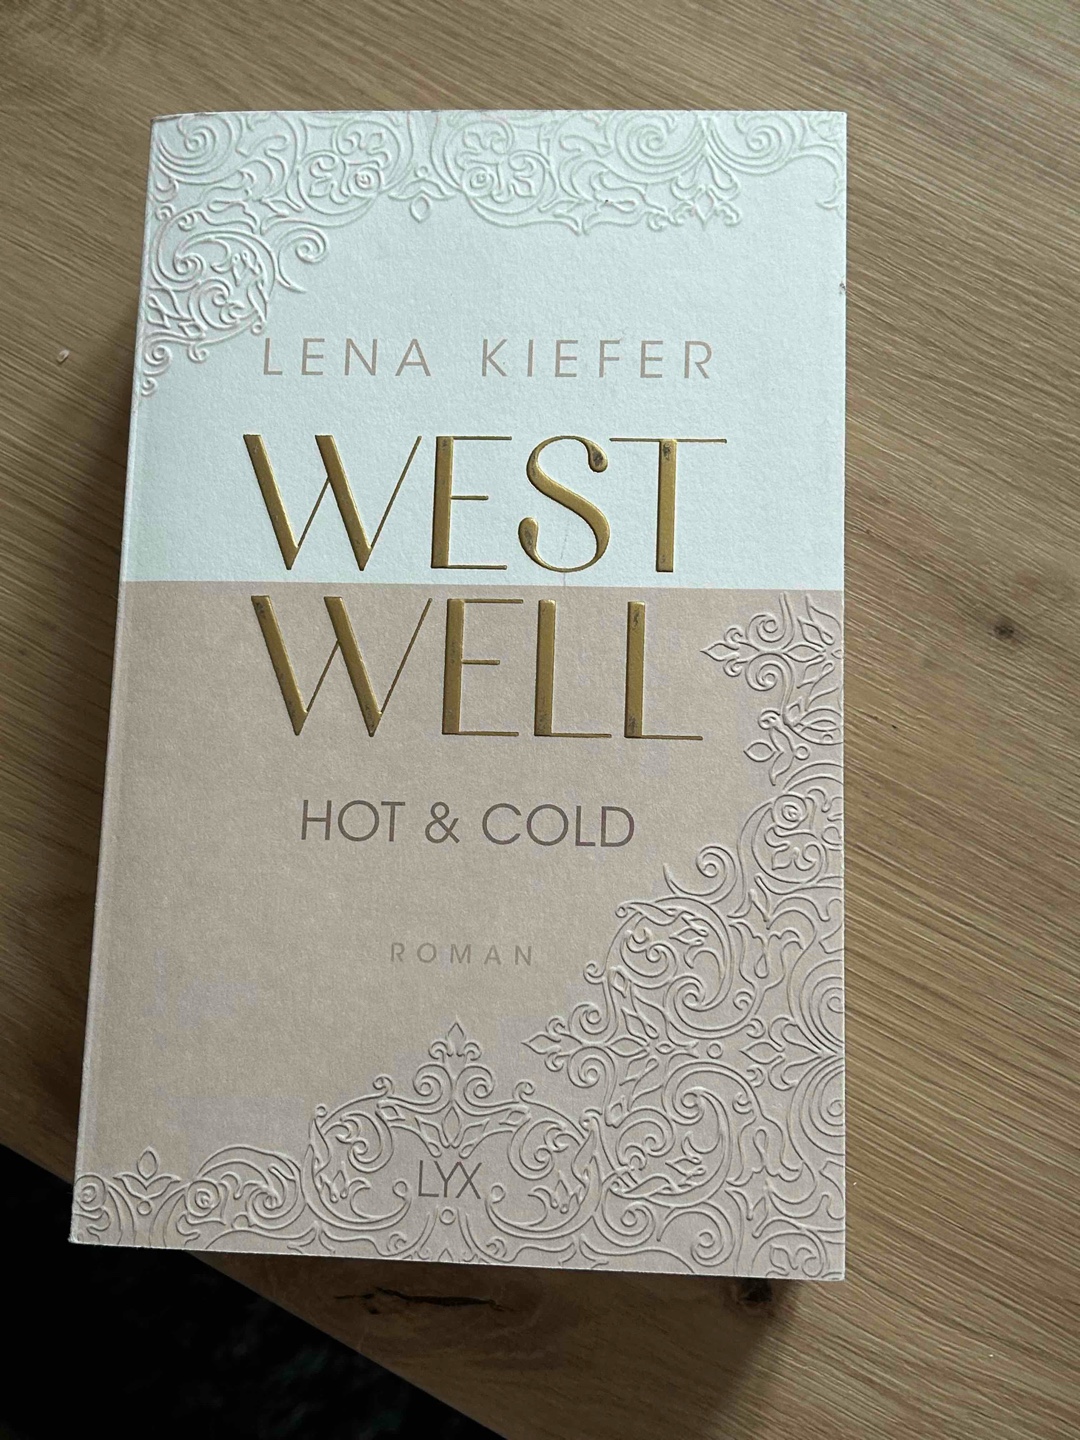 LENA KIEFER
WEST
WELL
HOT & COLD
ROMAN
LYX